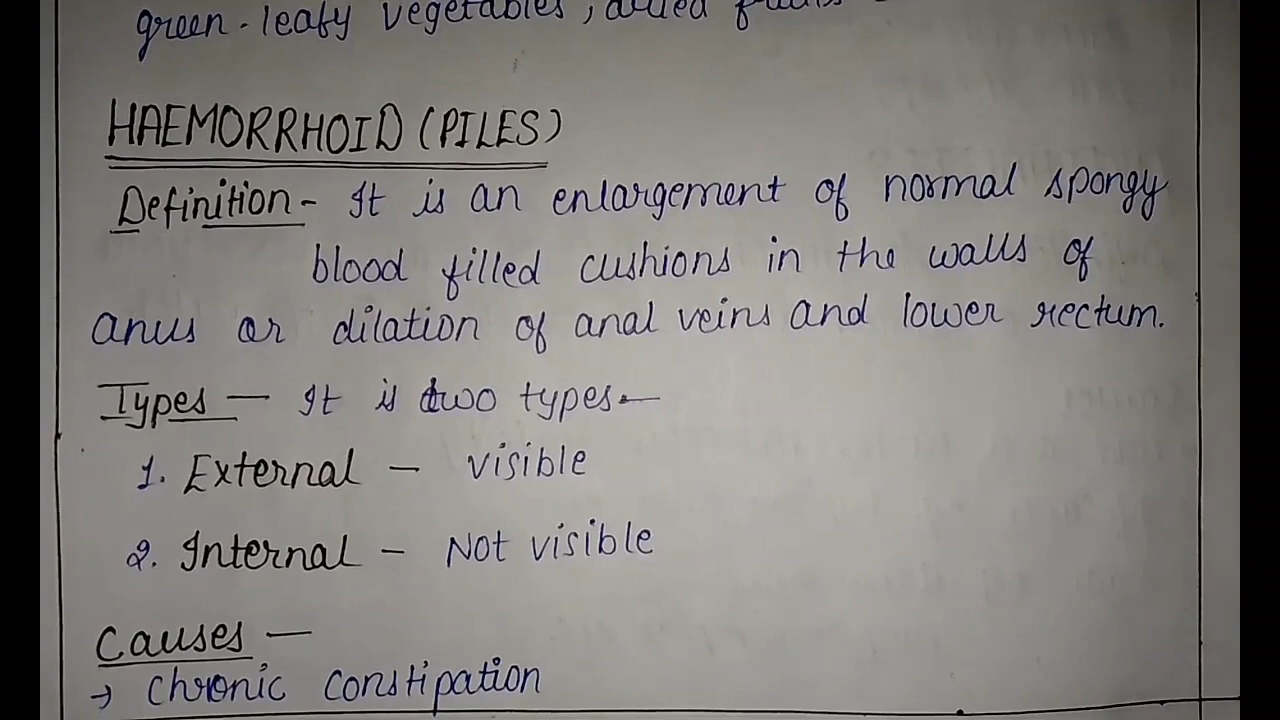 green-leafy vegetables, dried fruits
HAEMORRHOID (PILES)
Definition - It is an enlargement of normal spongy
blood filled cushions in the walls of
anus or dilation of anal veins and lower rectum.
Types — It is two types —
1. External — visible
2. Internal — Not visible
Causes —
→ Chronic constipation